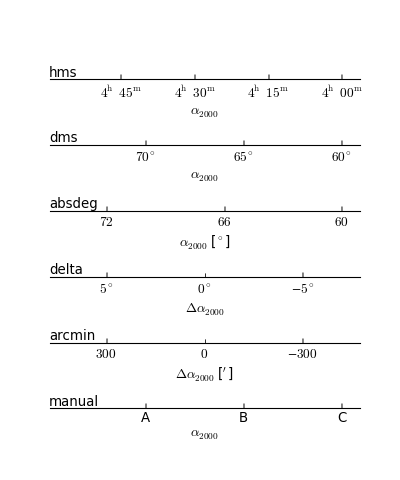 hms
4ʰ 45ᵐ 4ʰ 30ᵐ 4ʰ 15ᵐ 4ʰ 00ᵐ
α₂₀₀₀
dms
70° 65° 60°
α₂₀₀₀
absdeg
72 66 60
α₂₀₀₀ [°]
delta
5° 0° −5°
Δα₂₀₀₀
arcmin
300 0 −300
Δα₂₀₀₀ [′]
manual
A B C
α₂₀₀₀